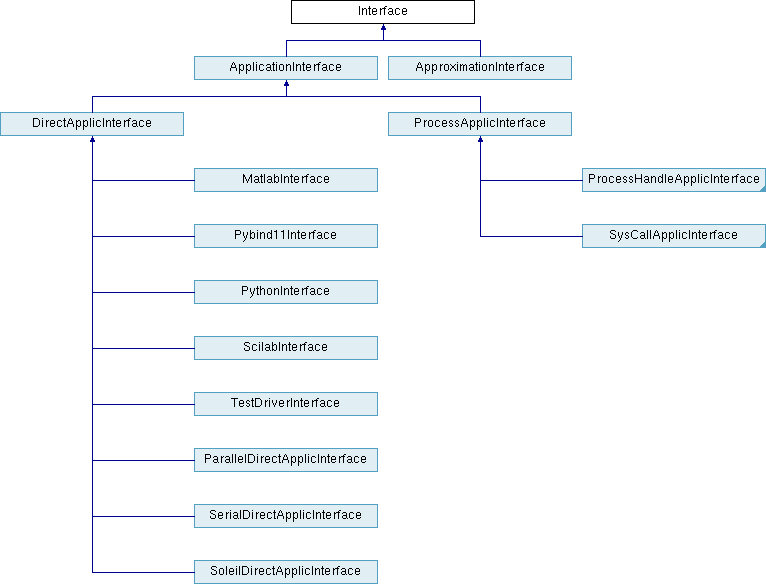 Interface
ApplicationInterface
ApproximationInterface
DirectApplicInterface
ProcessApplicInterface
MatlabInterface
ProcessHandleApplicInterface
Pybind11Interface
SysCallApplicInterface
PythonInterface
ScilabInterface
TestDriverInterface
ParallelDirectApplicInterface
SerialDirectApplicInterface
SoleilDirectApplicInterface